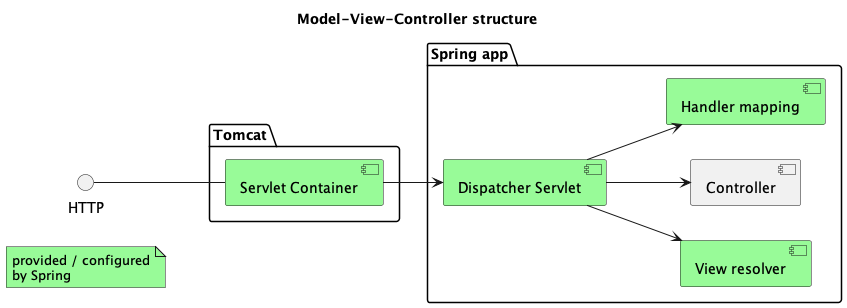 Model-View-Controller structure
Spring app
Handler mapping
Tomcat
Servlet Container
Dispatcher Servlet
Controller
HTTP
View resolver
provided / configured
by Spring